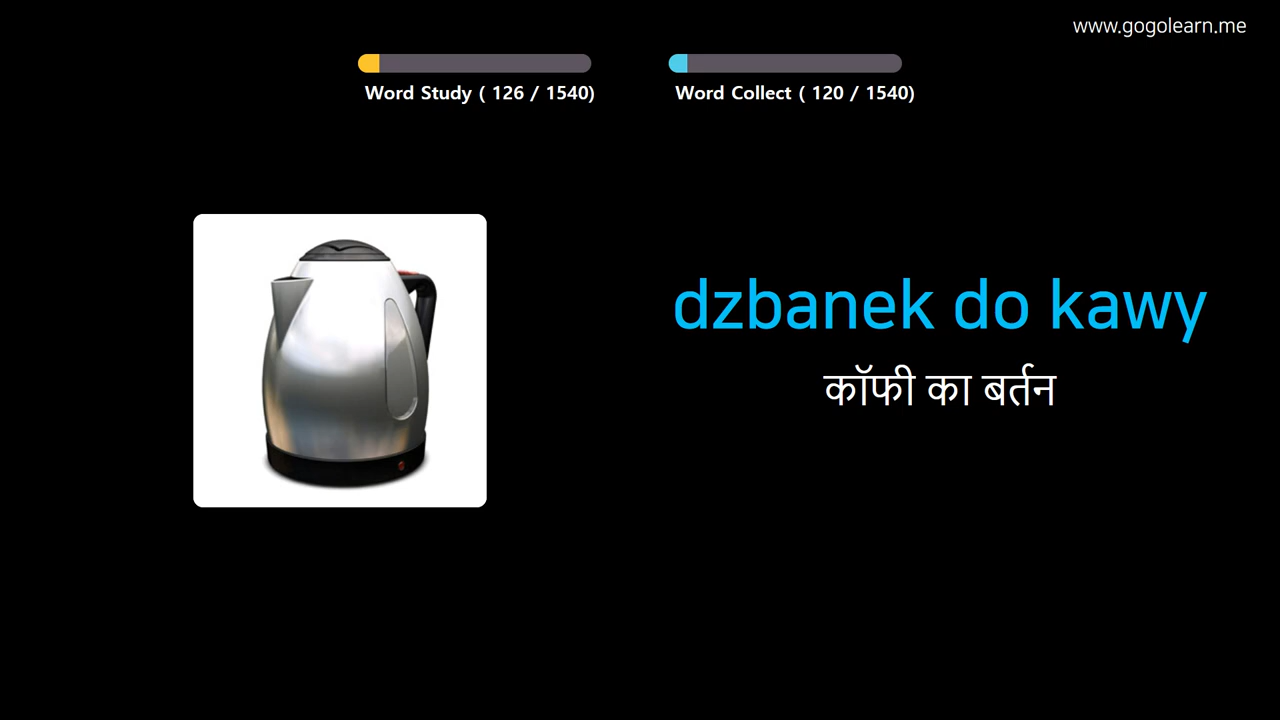 www.gogolearn.me
Word Study ( 126 / 1540)
Word Collect ( 120 / 1540)
dzbanek do kawy
कॉफी का बर्तन